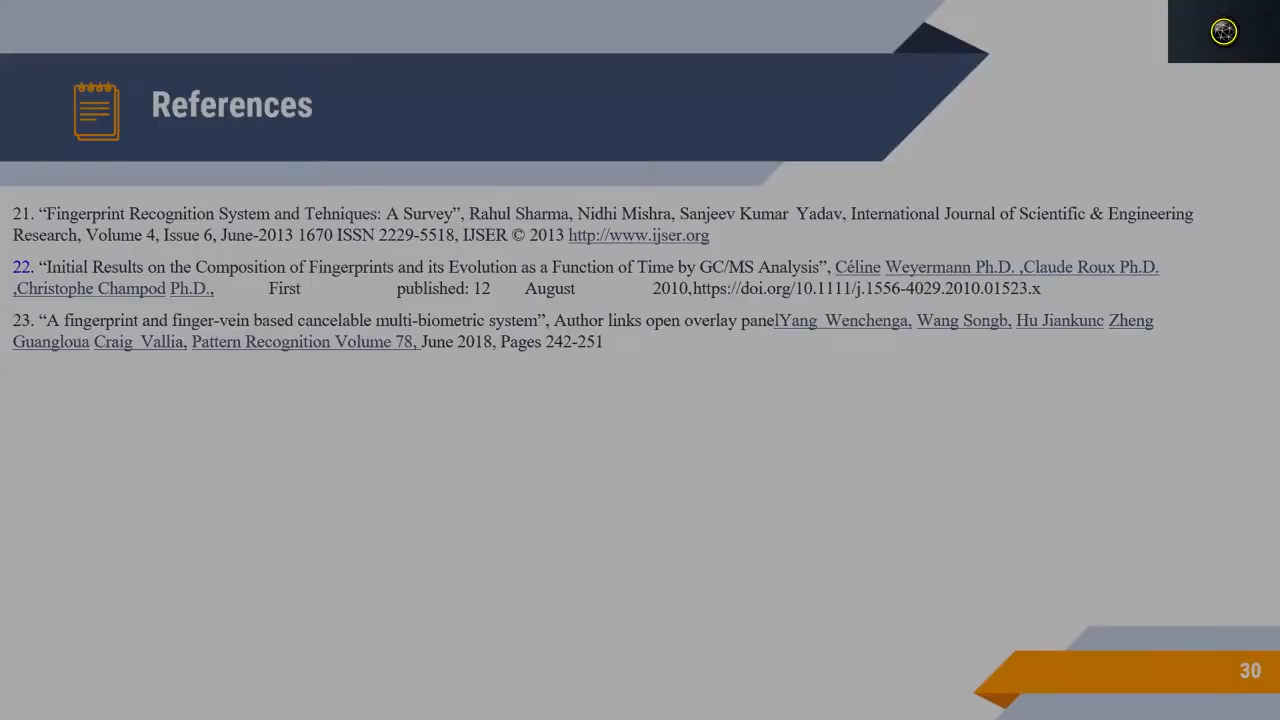 References
21. “Fingerprint Recognition System and Tehniques: A Survey”, Rahul Sharma, Nidhi Mishra, Sanjeev Kumar Yadav, International Journal of Scientific & Engineering
Research, Volume 4, Issue 6, June-2013 1670 ISSN 2229-5518, IJSER © 2013 http://www.ijser.org
22. “Initial Results on the Composition of Fingerprints and its Evolution as a Function of Time by GC/MS Analysis”, Céline Weyermann Ph.D. ,Claude Roux Ph.D.
,Christophe Champod Ph.D., First published: 12 August 2010,https://doi.org/10.1111/j.1556-4029.2010.01523.x
23. “A fingerprint and finger-vein based cancelable multi-biometric system”, Author links open overlay panelYang Wenchenga, Wang Songb, Hu Jiankunc Zheng
Guangloua Craig Vallia, Pattern Recognition Volume 78, June 2018, Pages 242-251
30